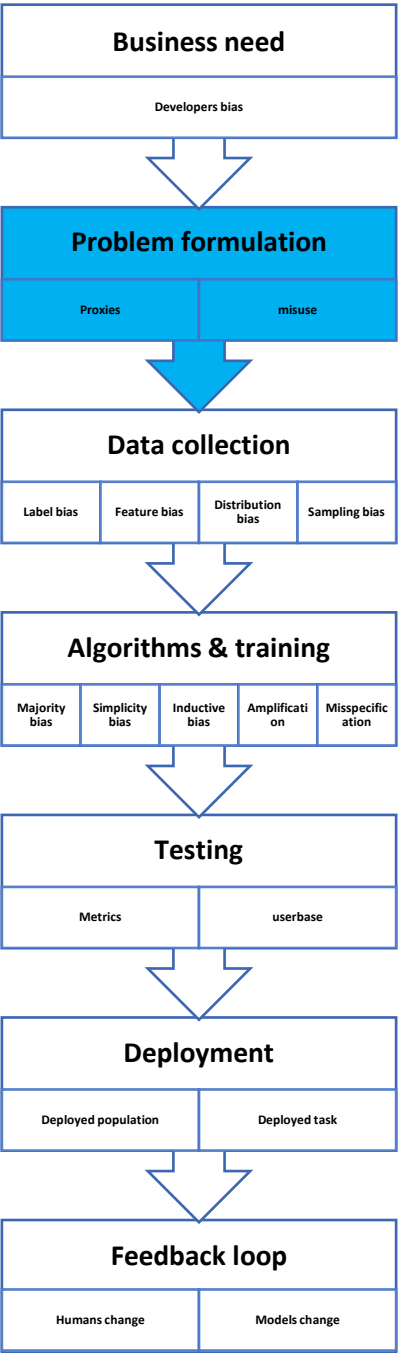 Business need
Developers bias
Problem formulation
Proxies
misuse
Data collection
Label bias
Feature bias
Distribution
bias
Sampling bias
Algorithms & training
Majority
bias
Simplicity
bias
Inductive
bias
Amplificati
on
Misspecific
ation
Testing
Metrics
userbase
Deployment
Deployed population
Deployed task
Feedback loop
Humans change
Models change